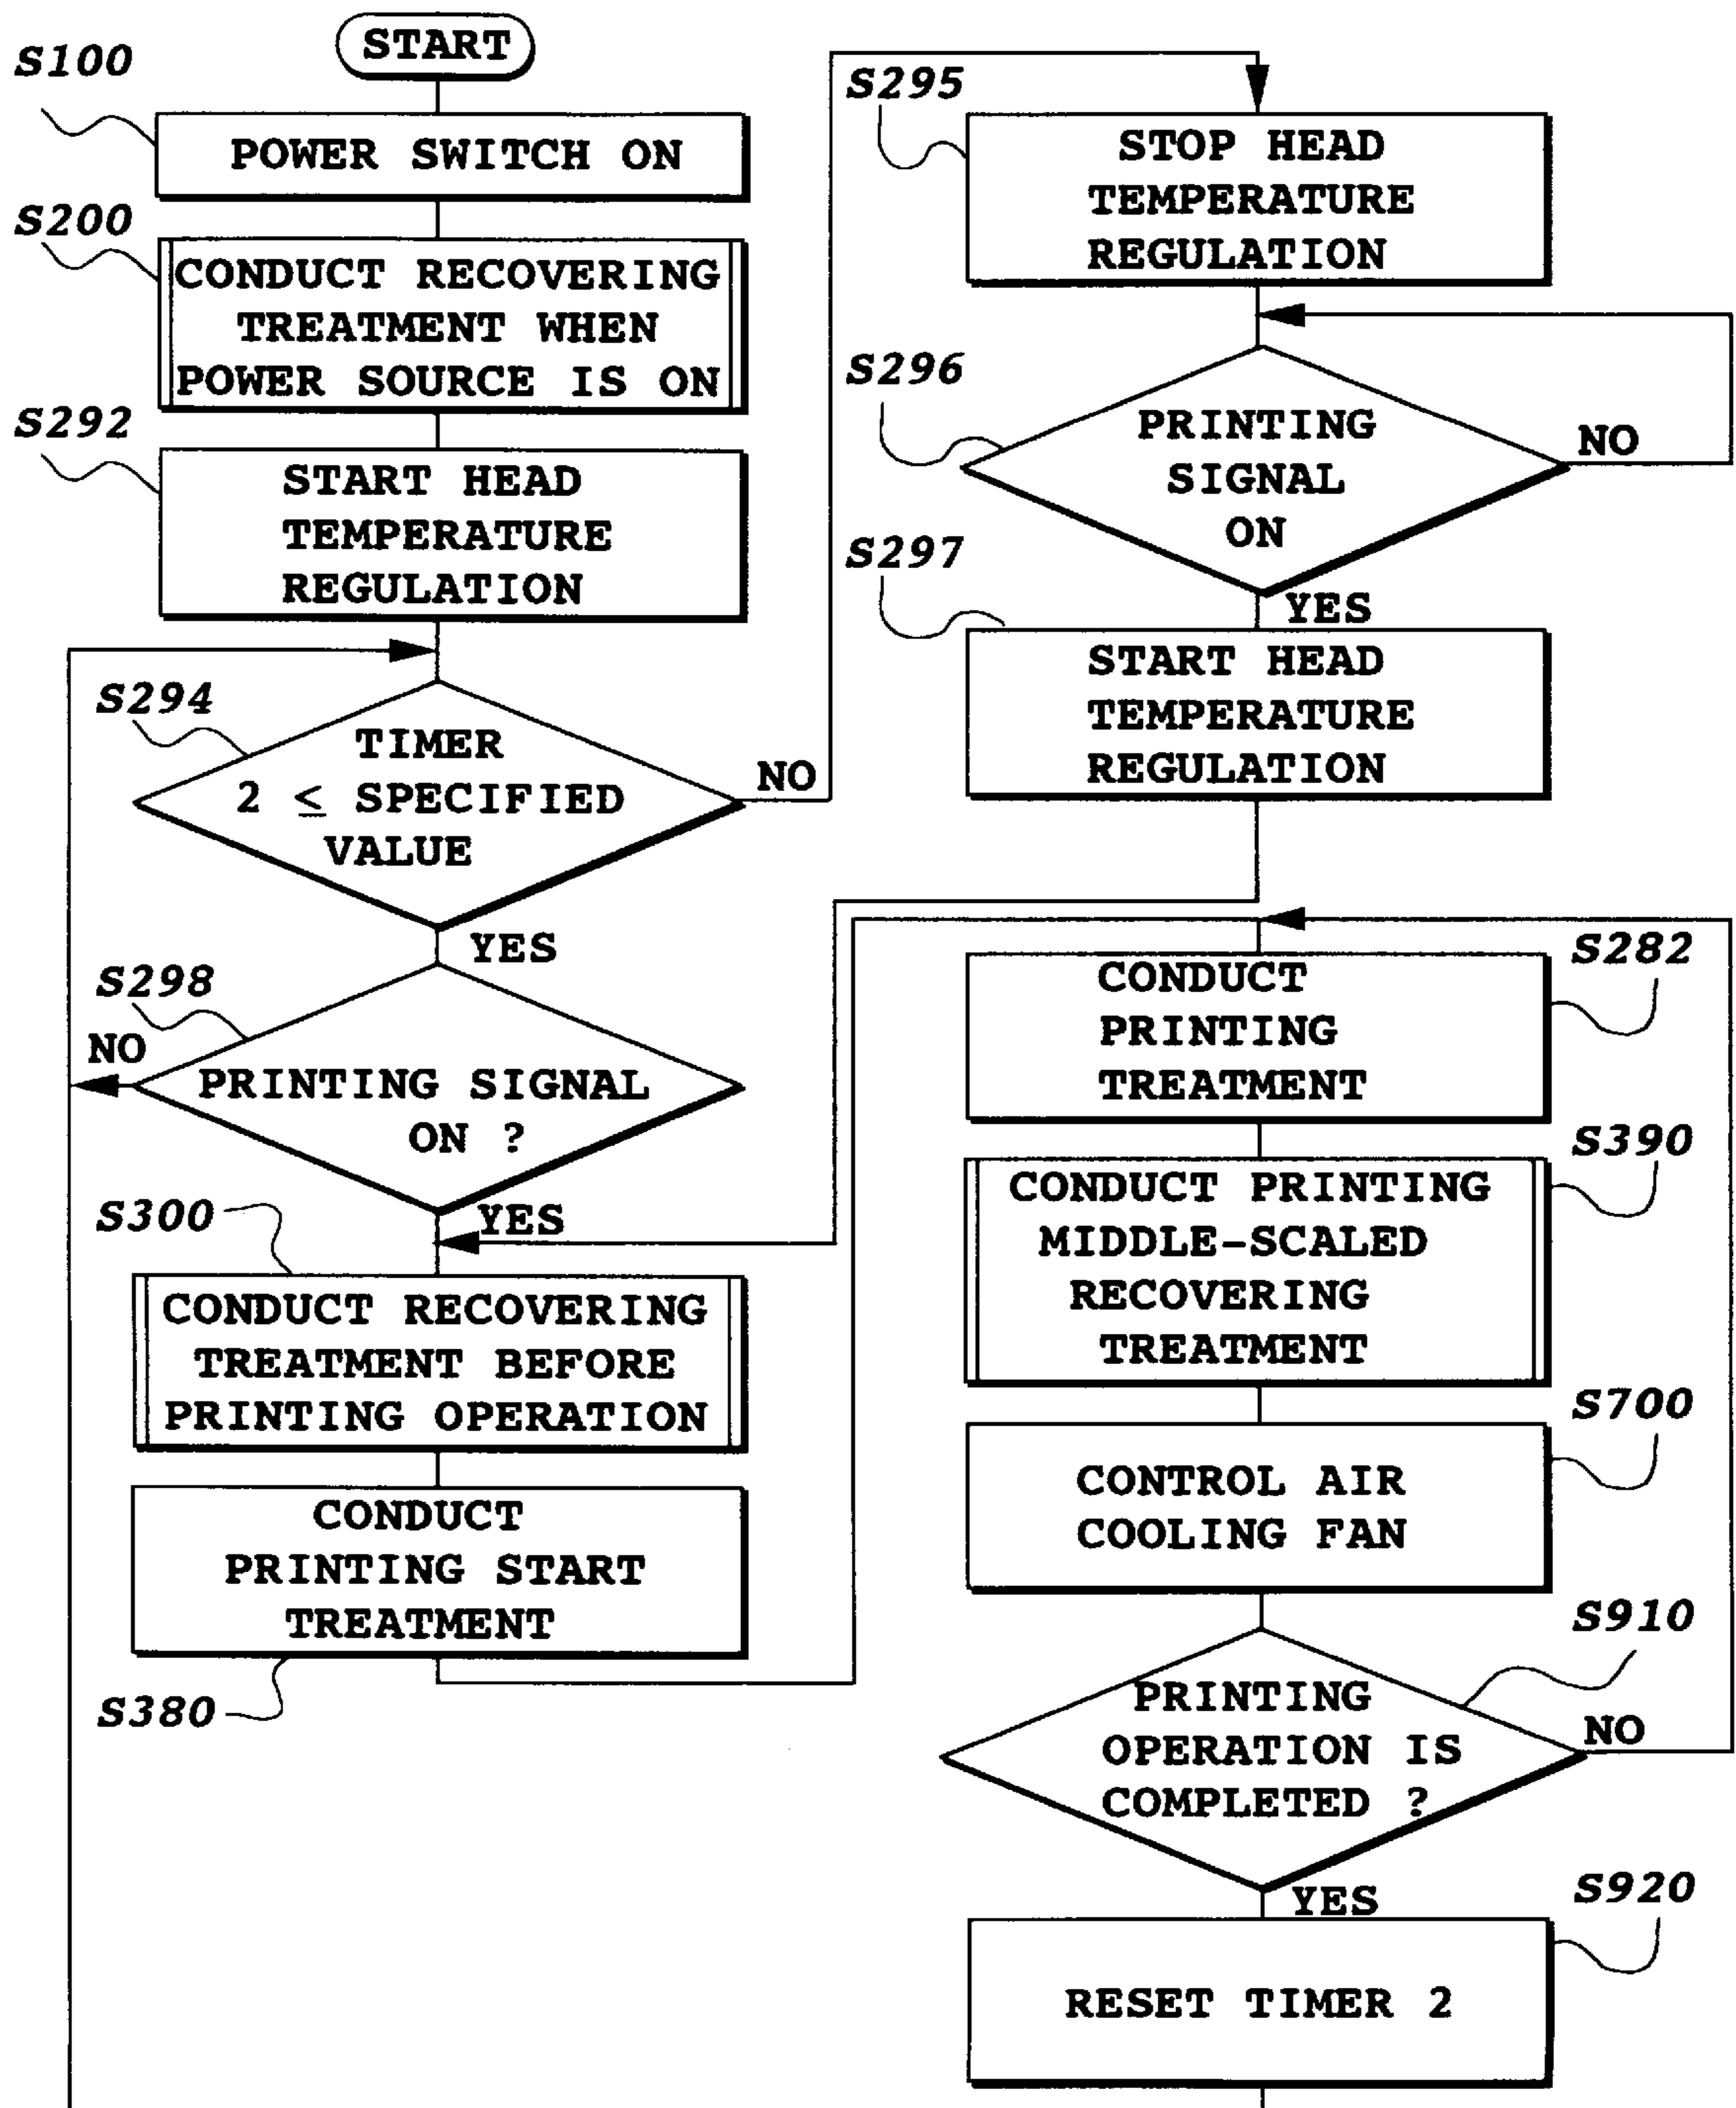 START
S100
POWER SWITCH ON
S200
CONDUCT RECOVERING
TREATMENT WHEN
POWER SOURCE IS ON
S292
START HEAD
TEMPERATURE
REGULATION
S294
TIMER
2 ≤ SPECIFIED
VALUE
NO
YES
S298
NO
PRINTING SIGNAL
ON ?
YES
S300
CONDUCT RECOVERING
TREATMENT BEFORE
PRINTING OPERATION
CONDUCT
PRINTING START
TREATMENT
S380
S295
STOP HEAD
TEMPERATURE
REGULATION
S296
PRINTING
SIGNAL
ON
NO
YES
S297
START HEAD
TEMPERATURE
REGULATION
S282
CONDUCT
PRINTING
TREATMENT
S390
CONDUCT PRINTING
MIDDLE-SCALED
RECOVERING
TREATMENT
S700
CONTROL AIR
COOLING FAN
S910
PRINTING
OPERATION IS
COMPLETED ?
NO
YES
S920
RESET TIMER 2